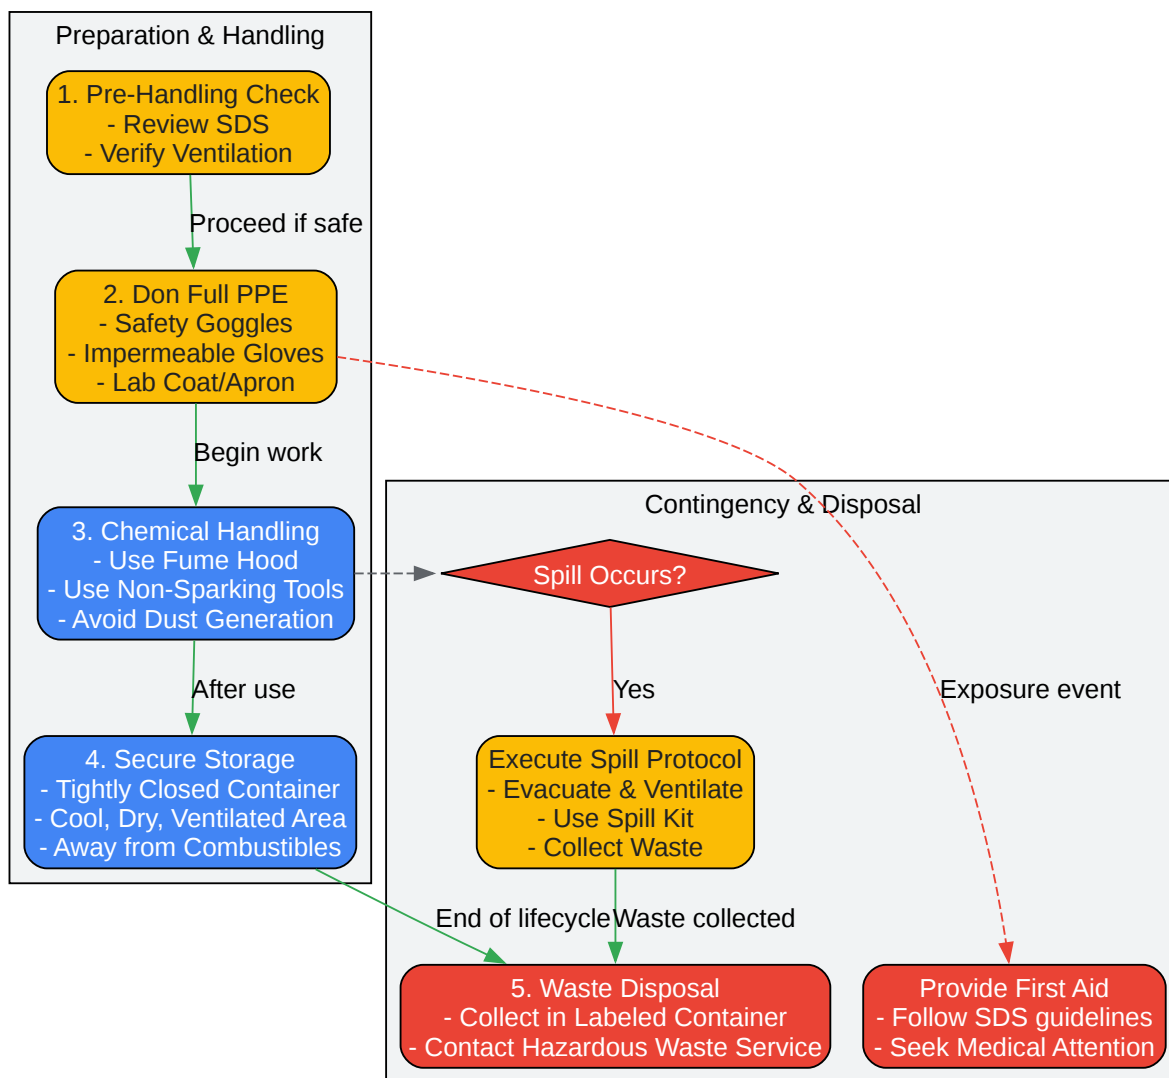 Preparation & Handling
1. Pre-Handling Check
- Review SDS
- Verify Ventilation
Proceed if safe
2. Don Full PPE
- Safety Goggles
- Impermeable Gloves
- Lab Coat/Apron
Begin work
3. Chemical Handling
- Use Fume Hood
- Use Non-Sparking Tools
- Avoid Dust Generation
After use
4. Secure Storage
- Tightly Closed Container
- Cool, Dry, Ventilated Area
- Away from Combustibles
Contingency & Disposal
Spill Occurs?
Yes
Exposure event
Execute Spill Protocol
- Evacuate & Ventilate
- Use Spill Kit
- Collect Waste
End of lifecycle
Waste collected
5. Waste Disposal
- Collect in Labeled Container
- Contact Hazardous Waste Service
Provide First Aid
- Follow SDS guidelines
- Seek Medical Attention